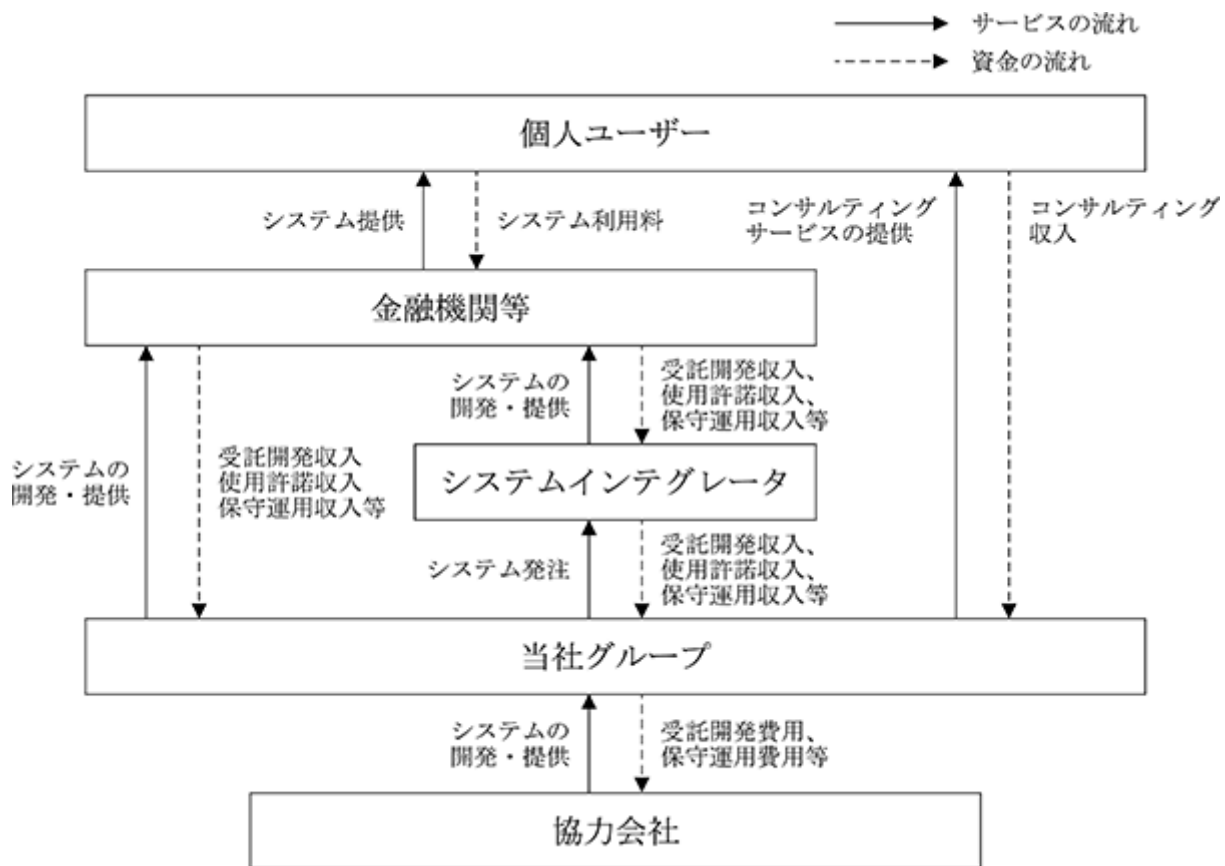 サービスの流れ
資金の流れ
個人ユーザー
システム提供
システム利用料
コンサルティング
サービスの提供
コンサルティング
収入
金融機関等
システムの
開発・提供
受託開発収入
使用許諾収入
保守運用収入等
システムの
開発・提供
受託開発収入、
使用許諾収入、
保守運用収入等
システムインテグレータ
システム発注
受託開発収入、
使用許諾収入、
保守運用収入等
当社グループ
システムの
開発・提供
受託開発費用、
保守運用費用等
協力会社